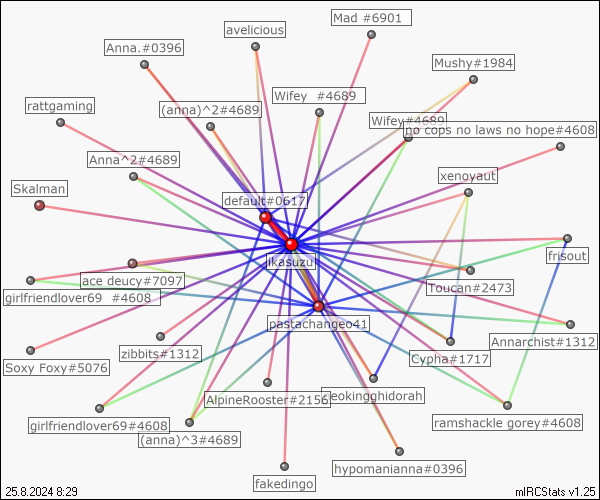 Mad #6901
avelicious
Anna.#0396
Mushy#1984
Wifey  #4689
rattgaming
(anna)^2#4689
Wifey#4689
no cops no laws no hope#4608
Anna^2#4689
xenoyaut
Skalman
default#0617
ikasuzu
frisout
ace deucy#7097
Toucan#2473
girlfriendlover69  #4608
pastachangeo41
Annarchist#1312
zibbits#1312
Cypha#1717
Soxy Foxy#5076
AlpineRooster#2156
reokingghidorah
girlfriendlover69#4608
ramshackle gorey#4608
(anna)^3#4689
hypomanianna#0396
fakedingo
25.8.2024 8:29
mIRCStats v1.25